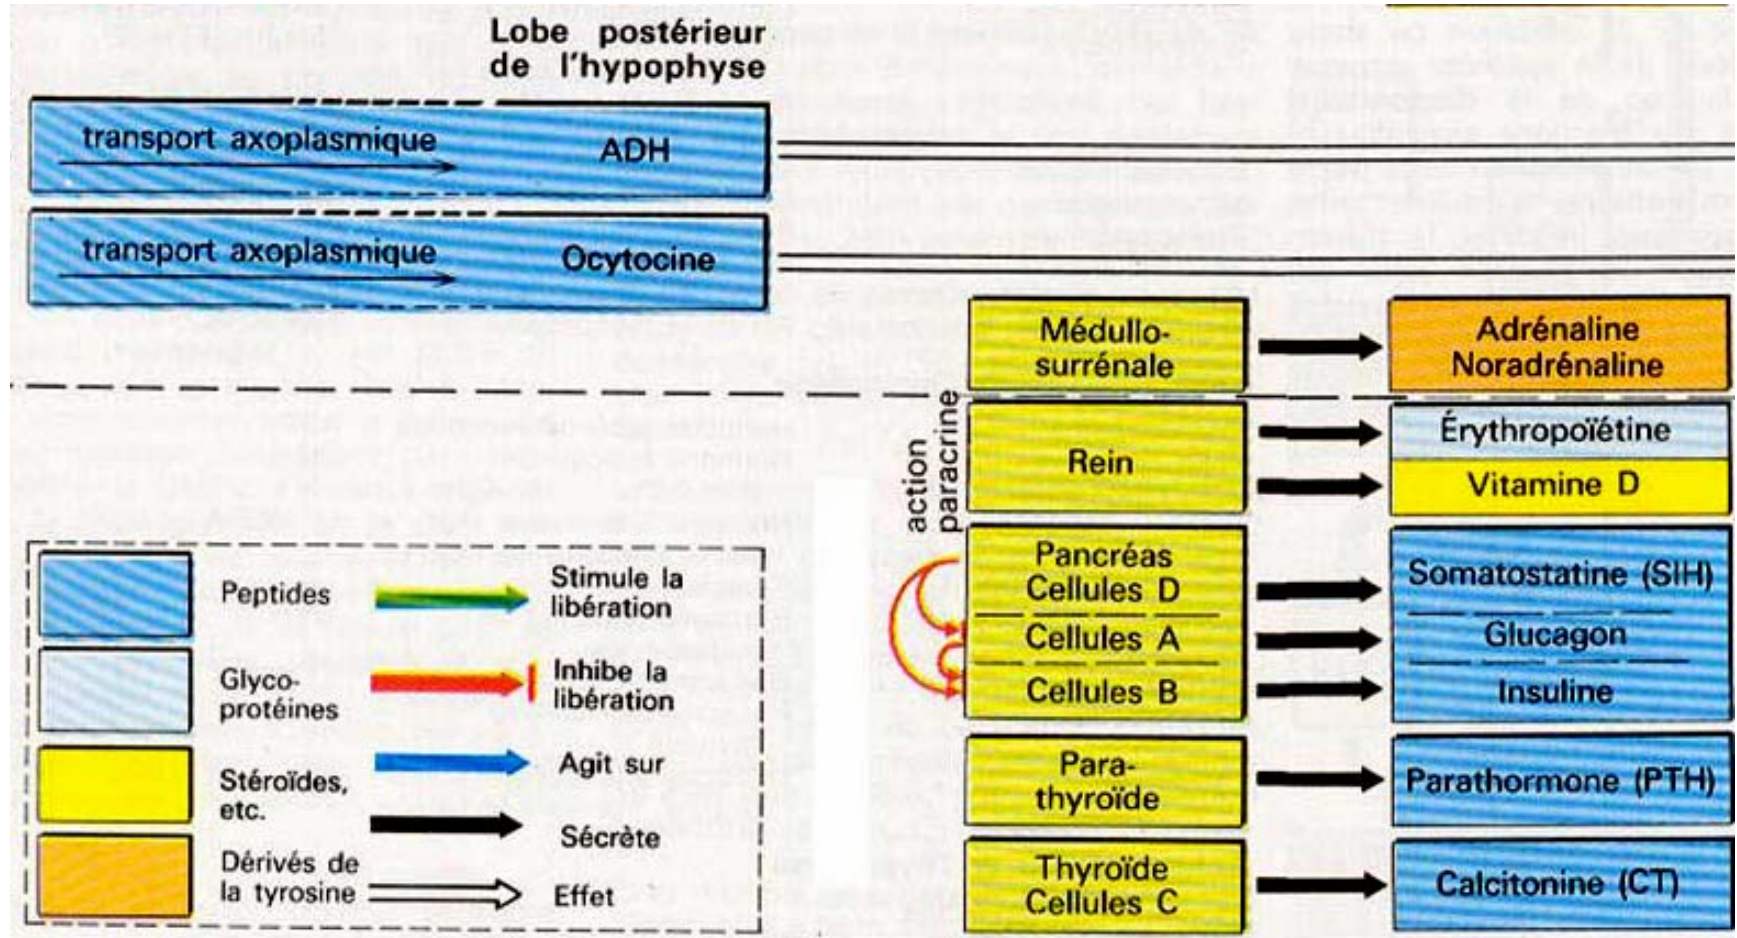 Lobe postérieur
de l'hypophyse
transport axoplasmique
ADH
transport axoplasmique
Ocytocine
Médullo-
surrénale
Adrénaline
Noradrénaline
action
paracrine
Rein
Érythropoïétine
Vitamine D
Pancréas
Cellules D
Somatostatine (SIH)
Cellules A
Glucagon
Cellules B
Insuline
Para-
thyroïde
Parathormone (PTH)
Thyroïde
Cellules C
Calcitonine (CT)
Peptides
Stimule la
libération
Glyco-
protéines
Inhibe la
libération
Stéroïdes,
etc.
Agit sur
Sécrète
Dérivés de
la tyrosine
Effet